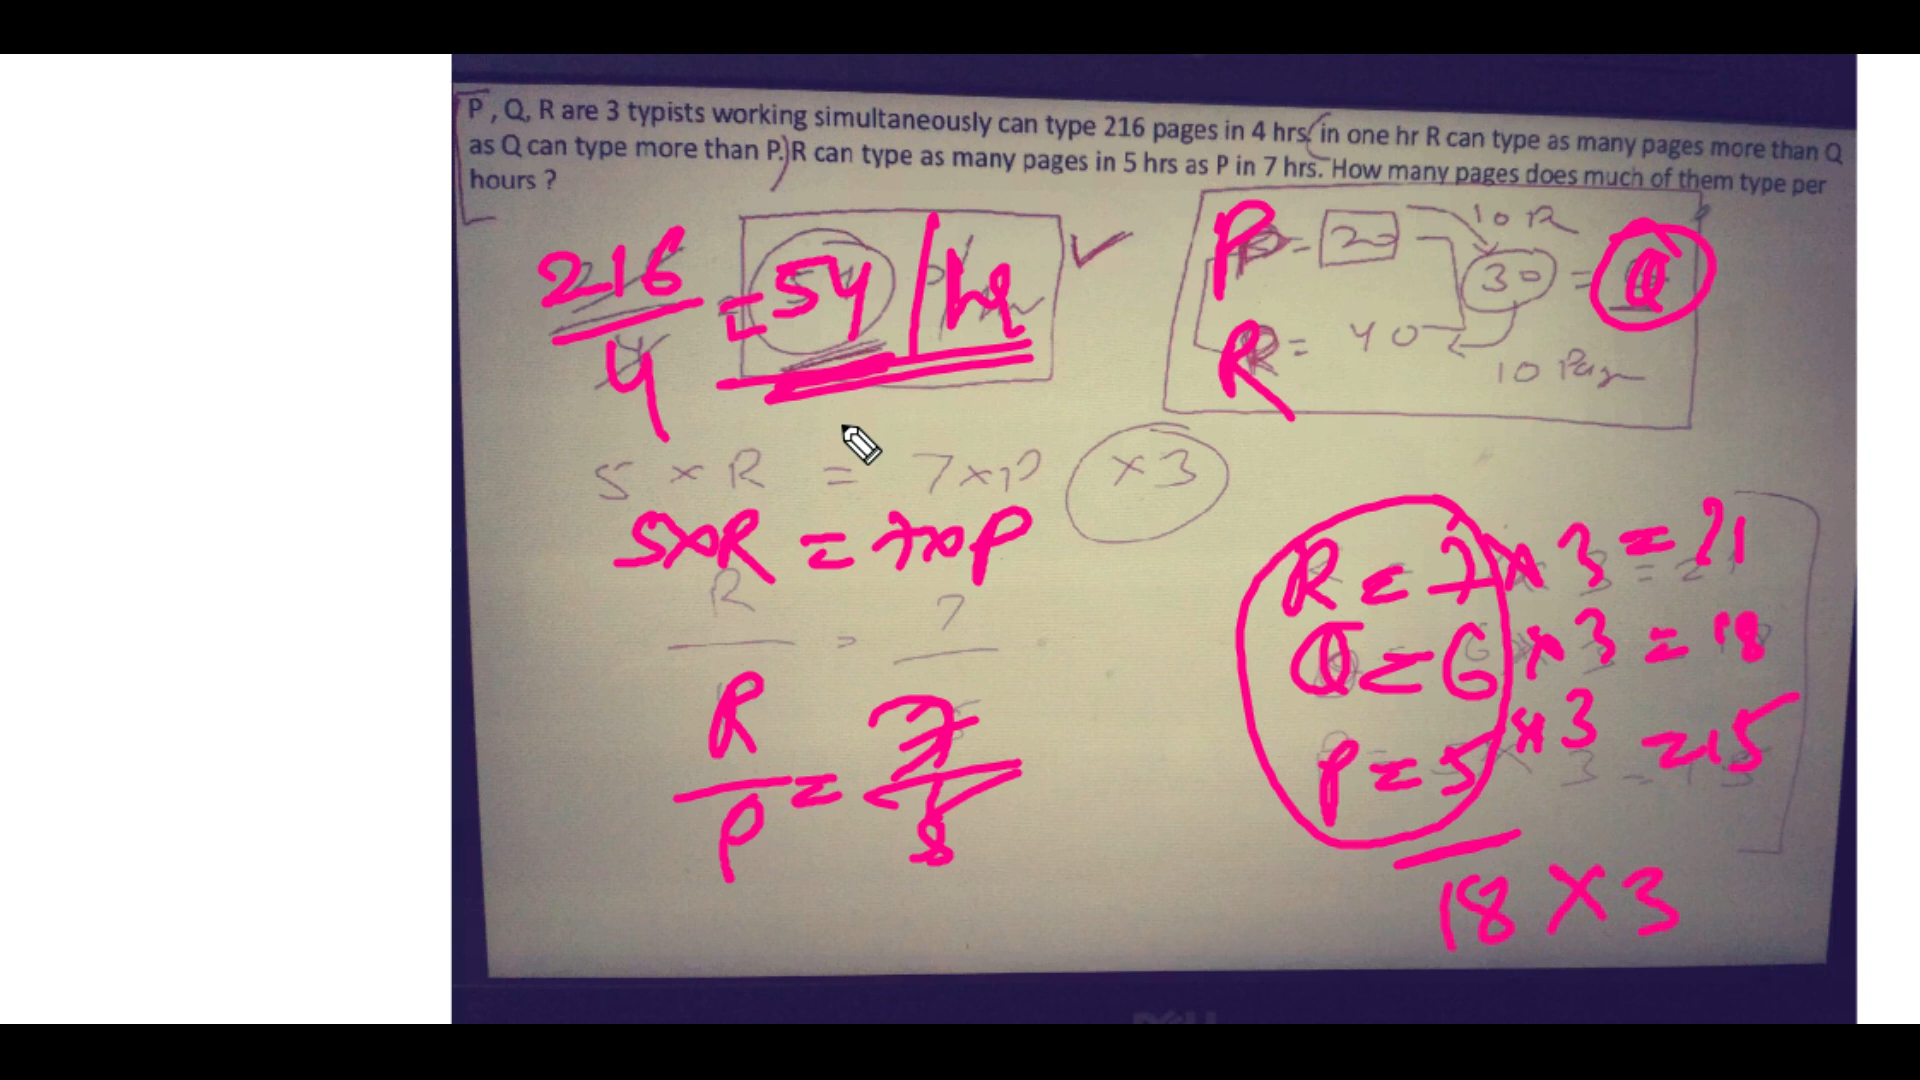 P, Q, R are 3 typists working simultaneously can type 216 pages in 4 hrs. in one hr R can type as many pages more than Q
as Q can type more than P. R can type as many pages in 5 hrs as P in 7 hrs. How many pages does much of them type per
hours ?
216/4 = 54 | hr
P = 20
10 R
30 = Q
R = 40
10 Page
5 × R = 7 × P
× 3
5×R = 7×P
R = 7
R/P = 7/5
R = 7 × 3 = 21
Q = 6 × 3 = 18
P = 5 × 3 = 15
18 × 3